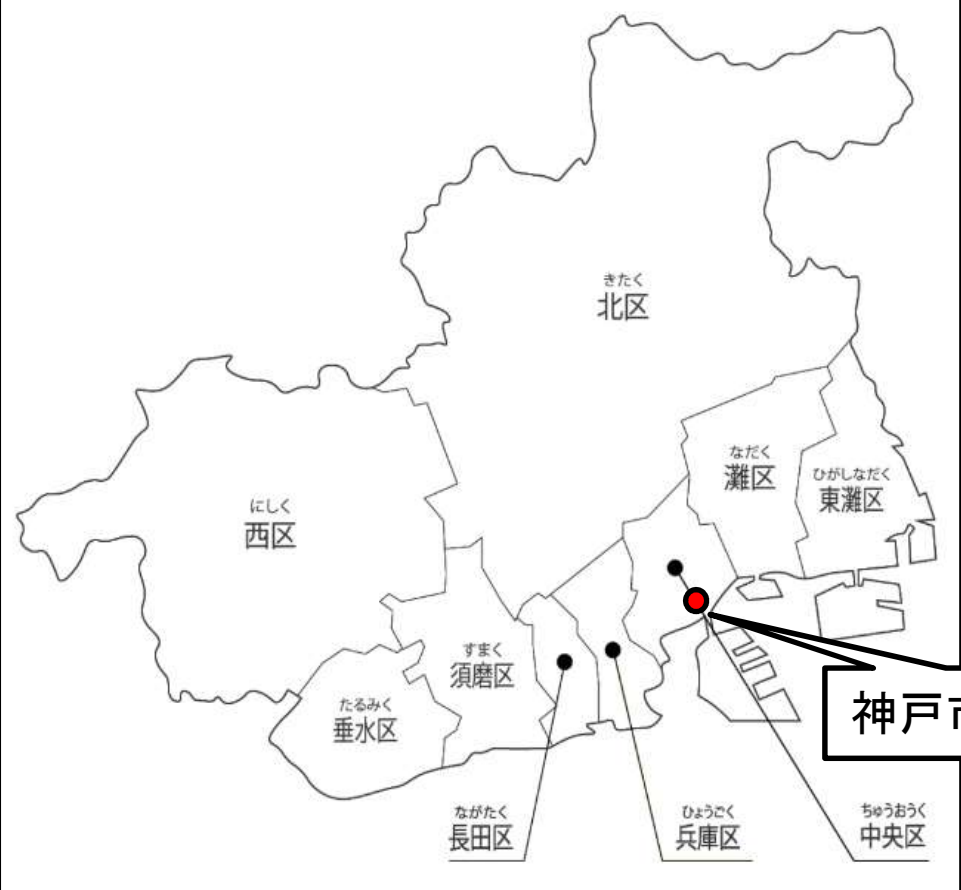 きたく
北区
なだく
灘区
ひがしなだく
東灘区
にしく
西区
すまく
須磨区
たるみく
垂水区
神戸市
ながたく
長田区
ひょうごく
兵庫区
ちゅうおうく
中央区